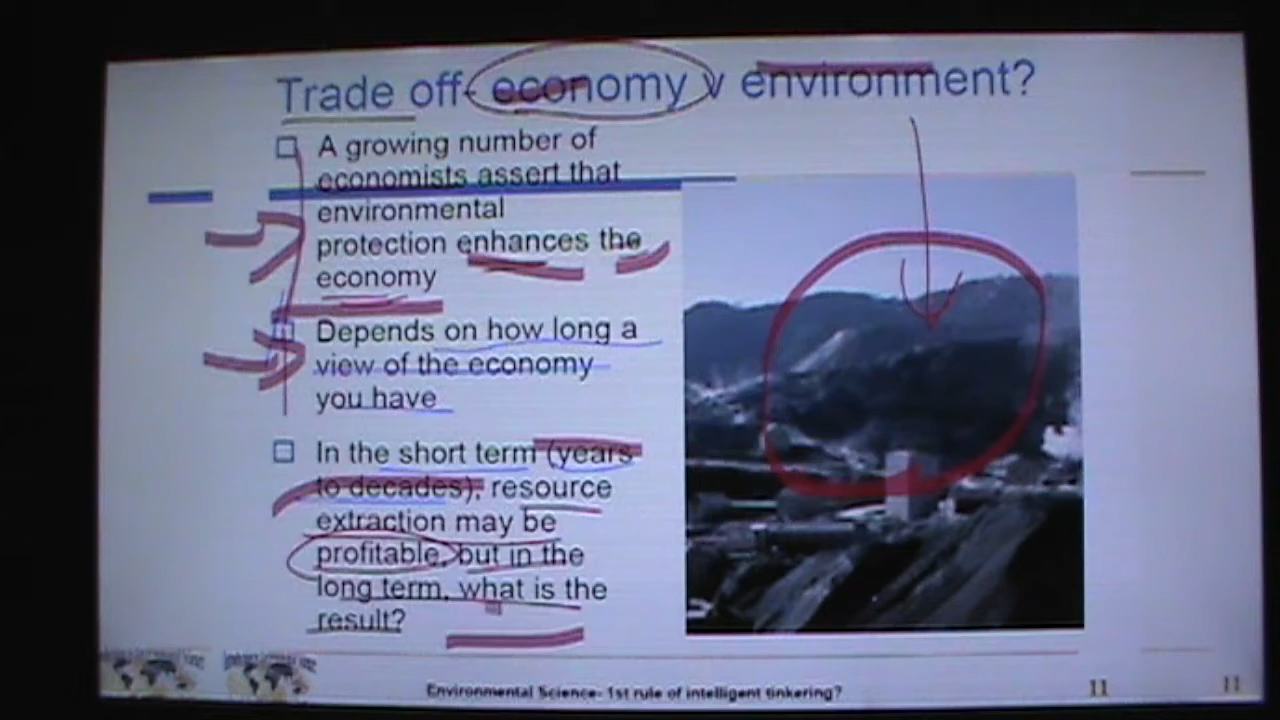 Trade off- economy v environment?
A growing number of
economists assert that
environmental
protection enhances the
economy
Depends on how long a
view of the economy
you have
In the short term (years
to decades), resource
extraction may be
profitable, but in the
long term, what is the
result?
Environmental Science- 1st rule of intelligent tinkering?
11
11